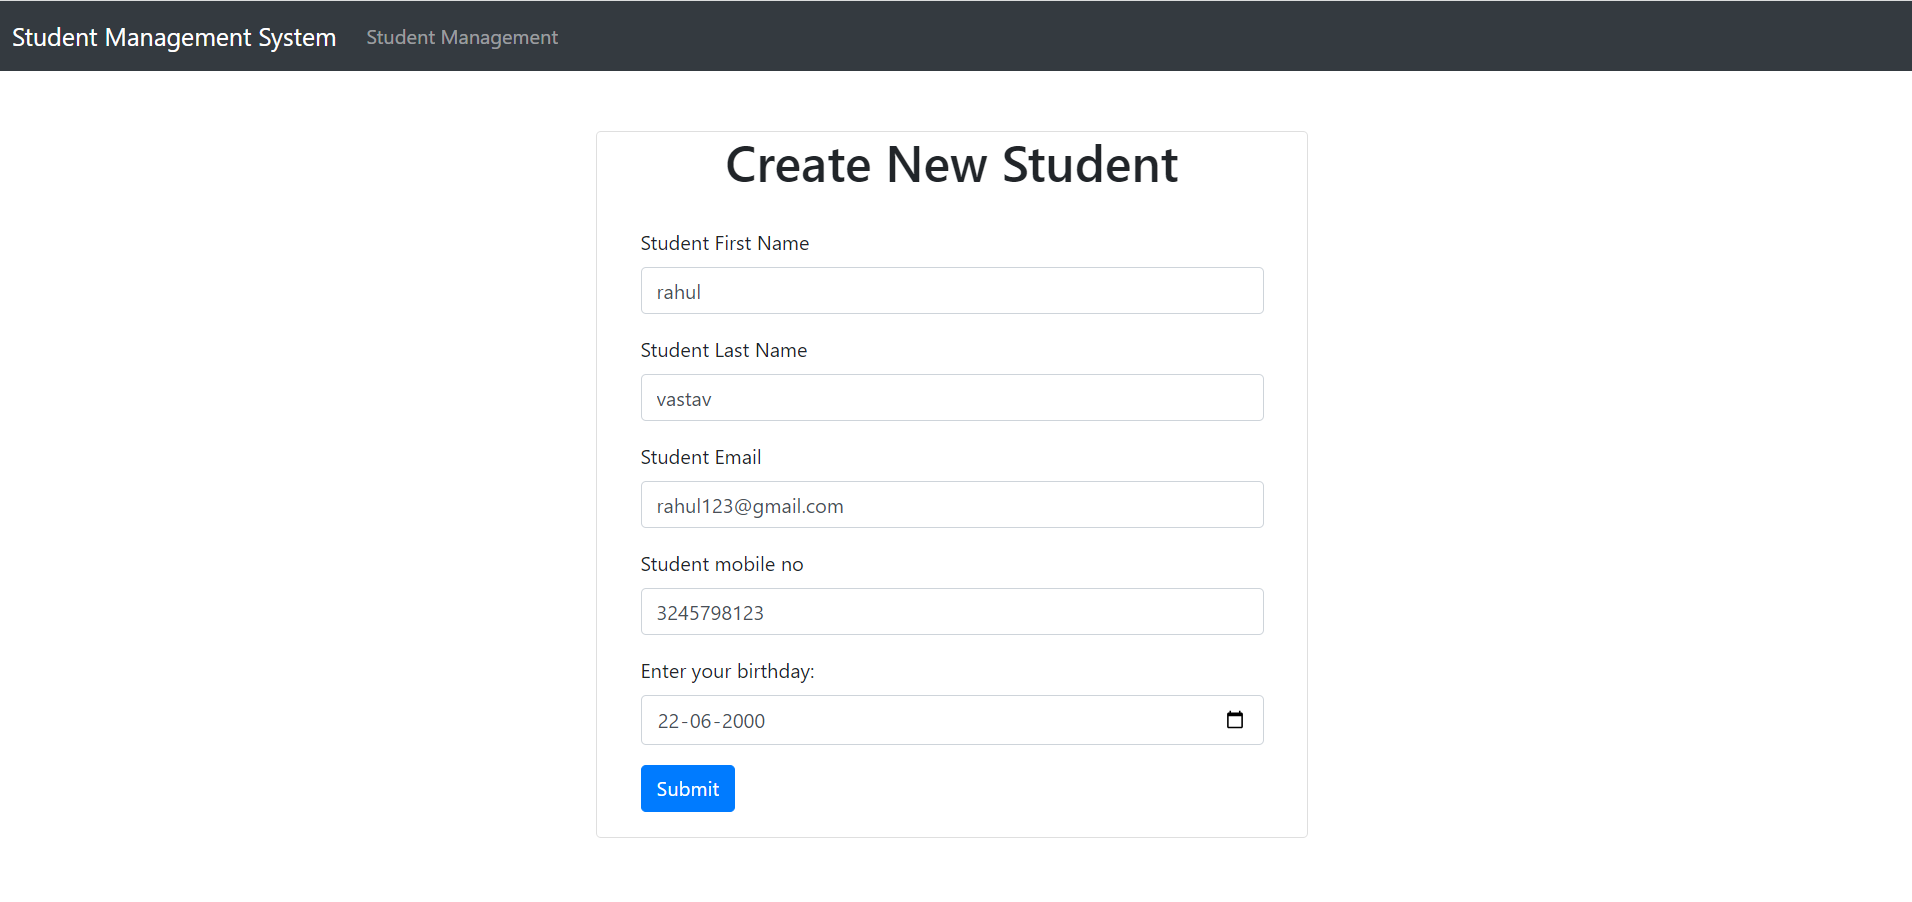 Student Management System Student Management
Create New Student
Student First Name
rahul
Student Last Name
vastav
Student Email
rahul123@gmail.com
Student mobile no
3245798123
Enter your birthday:
22-06-2000
Submit